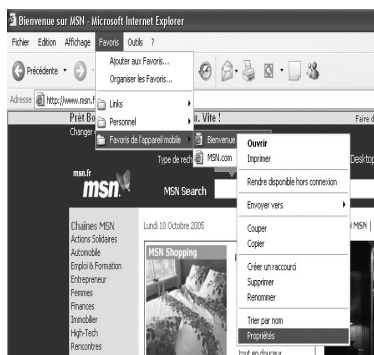 Bienvenue sur MSN - Microsoft Internet Explorer
Fichier Edition Affichage Favoris Outils ?
Précédente
Ajouter aux Favoris...
Organiser les Favoris...
Links
Personnel
Favoris de l'appareil mobile
Adresse http://www.msn.f
Prêt Bo r. Vite ! Faire d
Changer
Bienvenue
MSN.com
Type de rech
Desktop
msn.fr
msn
MSN Search
Ouvrir
Imprimer
Rendre disponible hors connexion
Envoyer vers
Couper
Copier
Créer un raccourci
Supprimer
Renommer
Trier par nom
Propriétés
Chaînes MSN
Actions Solidaires
Automobile
Emploi & Formation
Entrepreneur
Femmes
Finances
Immobilier
High-Tech
Rencontres
Lundi 10 Octobre 2005
MSN
MSN Shopping
tout en douceur